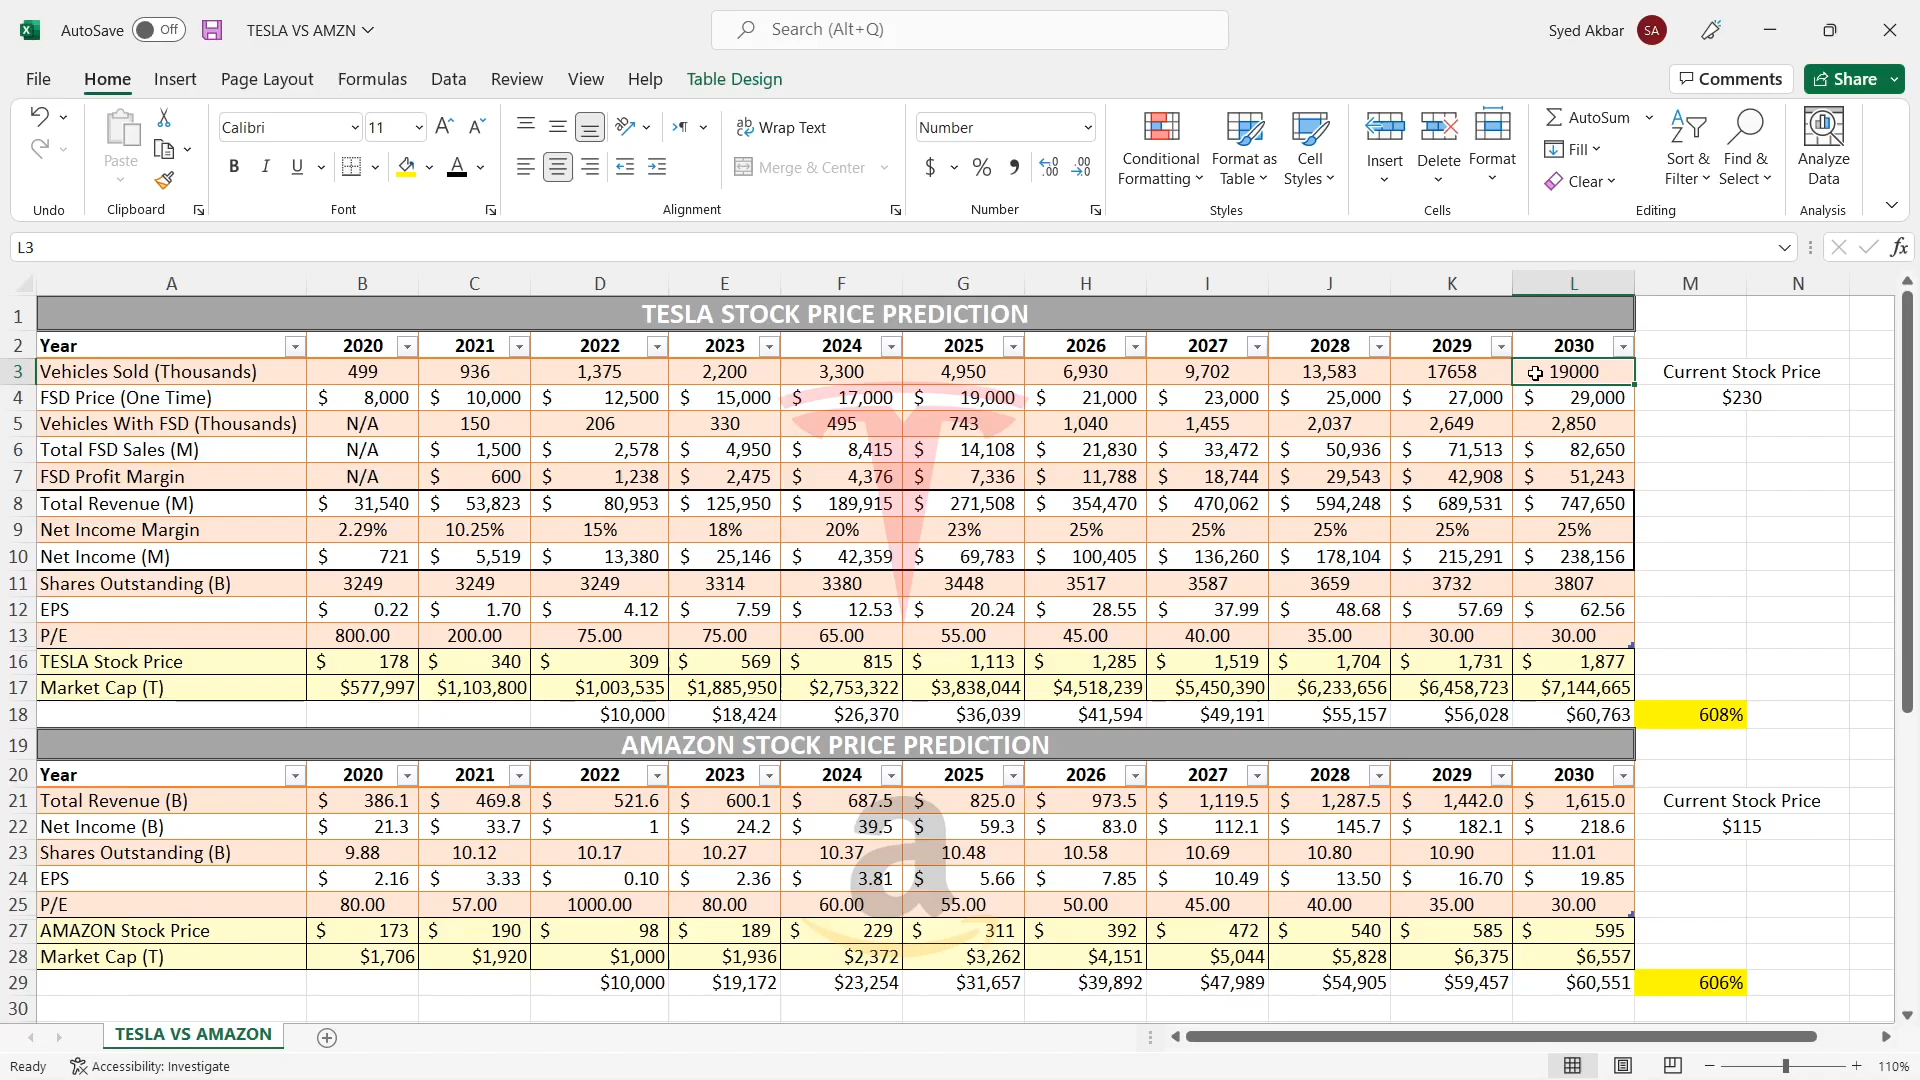 AutoSave Off TESLA VS AMZN Search (Alt+Q) Syed Akbar SA
File Home Insert Page Layout Formulas Data Review View Help Table Design Comments Share
Calibri 11 Wrap Text Number AutoSum
Paste Merge & Center Conditional Formatting Format as Table Cell Styles Insert Delete Format Fill Clear Sort & Filter Find & Select Analyze Data
Undo Clipboard Font Alignment Number Styles Cells Editing Analysis
L3 fx
A B C D E F G H I J K L M N
1 TESLA STOCK PRICE PREDICTION
2 Year 2020 2021 2022 2023 2024 2025 2026 2027 2028 2029 2030
3 Vehicles Sold (Thousands) 499 936 1,375 2,200 3,300 4,950 6,930 9,702 13,583 17658 19000 Current Stock Price
4 FSD Price (One Time) $ 8,000 $ 10,000 $ 12,500 $ 15,000 $ 17,000 $ 19,000 $ 21,000 $ 23,000 $ 25,000 $ 27,000 $ 29,000 $230
5 Vehicles With FSD (Thousands) N/A 150 206 330 495 743 1,040 1,455 2,037 2,649 2,850
6 Total FSD Sales (M) N/A $ 1,500 $ 2,578 $ 4,950 $ 8,415 $ 14,108 $ 21,830 $ 33,472 $ 50,936 $ 71,513 $ 82,650
7 FSD Profit Margin N/A $ 600 $ 1,238 $ 2,475 $ 4,376 $ 7,336 $ 11,788 $ 18,744 $ 29,543 $ 42,908 $ 51,243
8 Total Revenue (M) $ 31,540 $ 53,823 $ 80,953 $ 125,950 $ 189,915 $ 271,508 $ 354,470 $ 470,062 $ 594,248 $ 689,531 $ 747,650
9 Net Income Margin 2.29% 10.25% 15% 18% 20% 23% 25% 25% 25% 25% 25%
10 Net Income (M) $ 721 $ 5,519 $ 13,380 $ 25,146 $ 42,359 $ 69,783 $ 100,405 $ 136,260 $ 178,104 $ 215,291 $ 238,156
11 Shares Outstanding (B) 3249 3249 3249 3314 3380 3448 3517 3587 3659 3732 3807
12 EPS $ 0.22 $ 1.70 $ 4.12 $ 7.59 $ 12.53 $ 20.24 $ 28.55 $ 37.99 $ 48.68 $ 57.69 $ 62.56
13 P/E 800.00 200.00 75.00 75.00 65.00 55.00 45.00 40.00 35.00 30.00 30.00
16 TESLA Stock Price $ 178 $ 340 $ 309 $ 569 $ 815 $ 1,113 $ 1,285 $ 1,519 $ 1,704 $ 1,731 $ 1,877
17 Market Cap (T) $577,997 $1,103,800 $1,003,535 $1,885,950 $2,753,322 $3,838,044 $4,518,239 $5,450,390 $6,233,656 $6,458,723 $7,144,665
18 $10,000 $18,424 $26,370 $36,039 $41,594 $49,191 $55,157 $56,028 $60,763 608%
19 AMAZON STOCK PRICE PREDICTION
20 Year 2020 2021 2022 2023 2024 2025 2026 2027 2028 2029 2030
21 Total Revenue (B) $ 386.1 $ 469.8 $ 521.6 $ 600.1 $ 687.5 $ 825.0 $ 973.5 $ 1,119.5 $ 1,287.5 $ 1,442.0 $ 1,615.0 Current Stock Price
22 Net Income (B) $ 21.3 $ 33.7 $ 1 $ 24.2 $ 39.5 $ 59.3 $ 83.0 $ 112.1 $ 145.7 $ 182.1 $ 218.6 $115
23 Shares Outstanding (B) 9.88 10.12 10.17 10.27 10.37 10.48 10.58 10.69 10.80 10.90 11.01
24 EPS $ 2.16 $ 3.33 $ 0.10 $ 2.36 $ 3.81 $ 5.66 $ 7.85 $ 10.49 $ 13.50 $ 16.70 $ 19.85
25 P/E 80.00 57.00 1000.00 80.00 60.00 55.00 50.00 45.00 40.00 35.00 30.00
27 AMAZON Stock Price $ 173 $ 190 $ 98 $ 189 $ 229 $ 311 $ 392 $ 472 $ 540 $ 585 $ 595
28 Market Cap (T) $1,706 $1,920 $1,000 $1,936 $2,372 $3,262 $4,151 $5,044 $5,828 $6,375 $6,557
29 $10,000 $19,172 $23,254 $31,657 $39,892 $47,989 $54,905 $59,457 $60,551 606%
30
TESLA VS AMAZON
Ready Accessibility: Investigate 110%